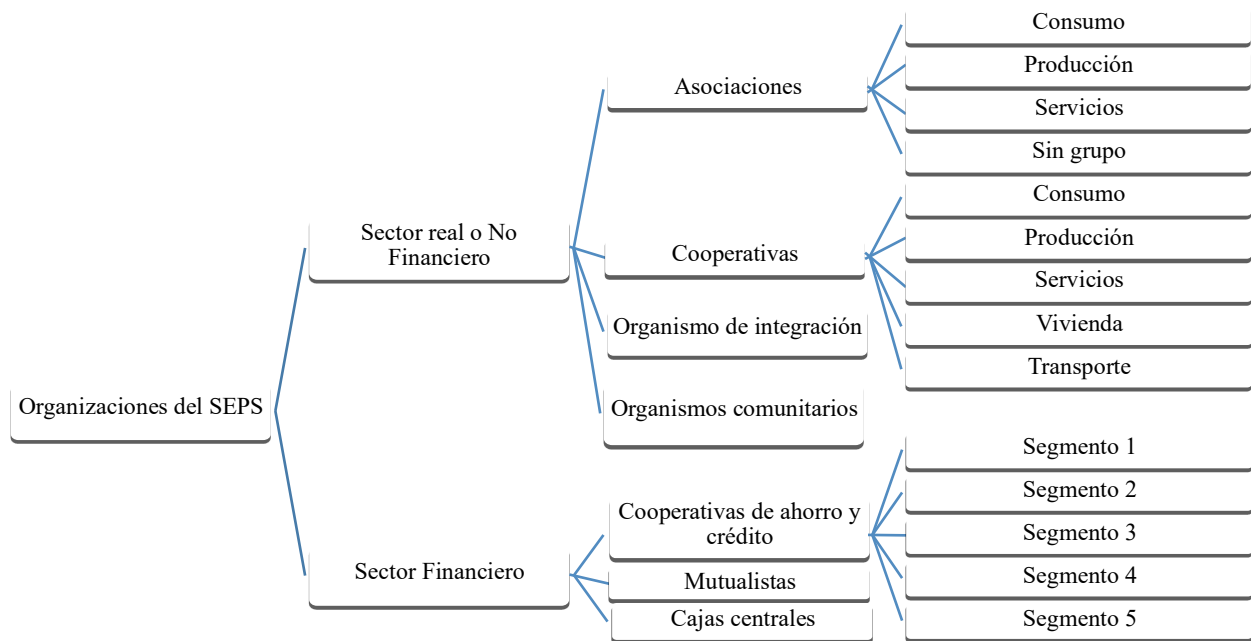 Organizaciones del SEPS
Sector real o No
Financiero
Asociaciones
Consumo
Producción
Servicios
Sin grupo
Cooperativas
Consumo
Producción
Servicios
Vivienda
Transporte
Organismo de integración
Organismos comunitarios
Sector Financiero
Cooperativas de ahorro y
crédito
Segmento 1
Segmento 2
Segmento 3
Segmento 4
Segmento 5
Mutualistas
Cajas centrales